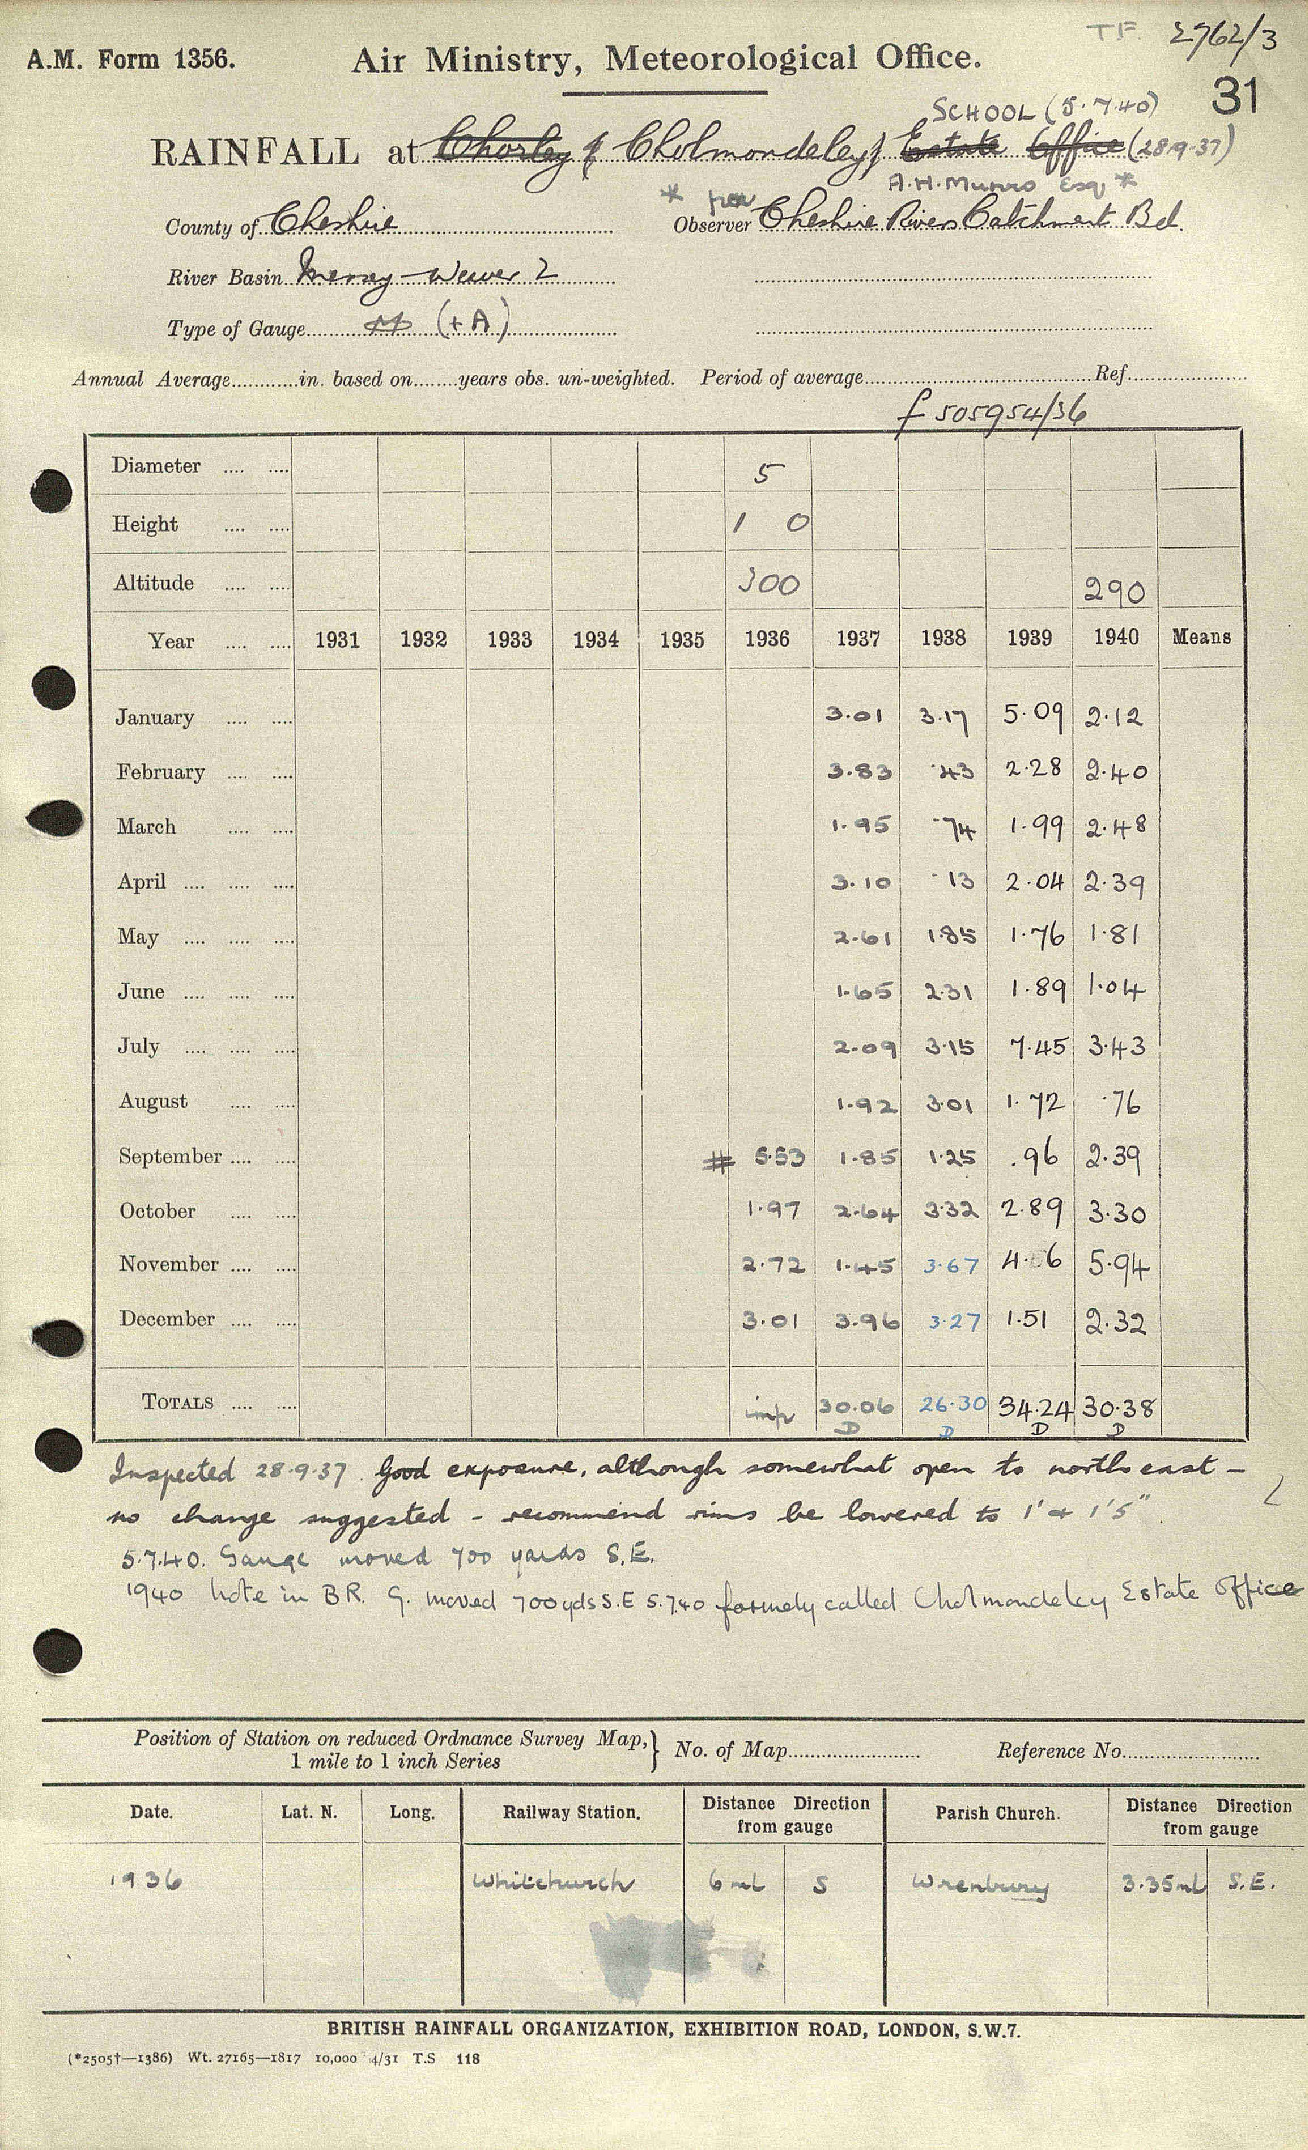 T.F. 2762/3
A.M. Form 1356. Air Ministry, Meteorological Office. 31
SCHOOL (5.7.40)
RAINFALL at Chorley ( Cholmondeley ) Estate Office (28.9.37)
A.H. Munro Esq *
County of Cheshire * per Observer Cheshire Rivers Catchment Bd.
River Basin Mersey - Weaver 2
Type of Gauge M (+A)
Annual Average in. based on years obs. un-weighted. Period of average Ref.
f 505954/36
Diameter .... .... 5
Height .... .... 1 0
Altitude .... .... 300 290
Year .... .... 1931 1932 1933 1934 1935 1936 1937 1938 1939 1940 Means
January .... .... 3.01 3.17 5.09 2.12
February .... .... 3.83 .43 2.28 2.40
March .... .... 1.95 .74 1.99 2.48
April .... .... .... 3.10 .13 2.04 2.39
May .... .... .... 2.61 1.85 1.76 1.81
June .... .... .... 1.65 2.31 1.89 1.04
July .... .... .... 2.09 3.15 7.45 3.43
August .... .... 1.92 3.01 1.72 .76
September .... .... # 5.53 1.85 1.25 .96 2.39
October .... .... 1.97 2.64 3.32 2.89 3.30
November .... .... 2.72 1.45 3.67 4.66 5.94
December .... .... 3.01 3.96 3.27 1.51 2.32
TOTALS .... .... imp 30.06 26.30 34.24 30.38
D D D D
Inspected 28.9.37. Good exposure, although somewhat open to north east –
no change suggested – recommend rims be lowered to 1' & 1'5".
5.7.40. Gauge moved 700 yards S.E.
1940 note in B.R. G. moved 700yds S.E 5.7.40 formerly called Cholmondeley Estate Office
Position of Station on reduced Ordnance Survey Map, } No. of Map Reference No.
1 mile to 1 inch Series
Date. Lat. N. Long. Railway Station. Distance Direction from gauge Parish Church. Distance Direction from gauge
1936 Whitchurch 6 ml S Wrenbury 3.35 ml S.E.
BRITISH RAINFALL ORGANIZATION, EXHIBITION ROAD, LONDON, S.W.7.
(*2505†—1386) Wt. 27165—1817 10,000 4/31 T.S 118